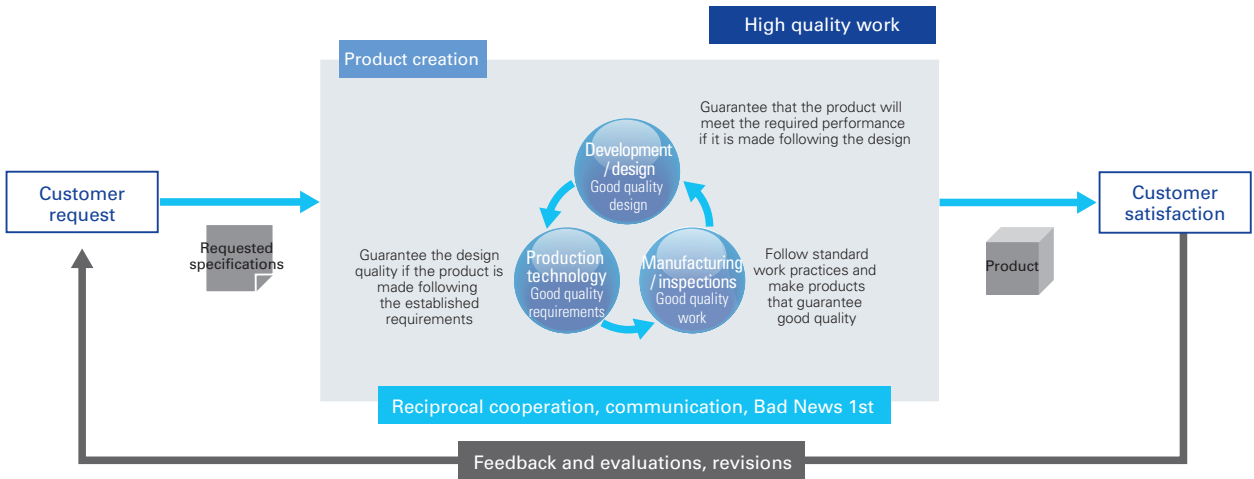 High quality work
Product creation
Guarantee that the product will
meet the required performance
if it is made following the design
Development
/ design
Good quality
design
Customer
request
Requested
specifications
Guarantee the design
quality if the product is
made following
the established
requirements
Production
technology
Good quality
requirements
Manufacturing
/ inspections
Good quality
work
Follow standard
work practices and
make products
that guarantee
good quality
Customer
satisfaction
Product
Reciprocal cooperation, communication, Bad News 1st
Feedback and evaluations, revisions